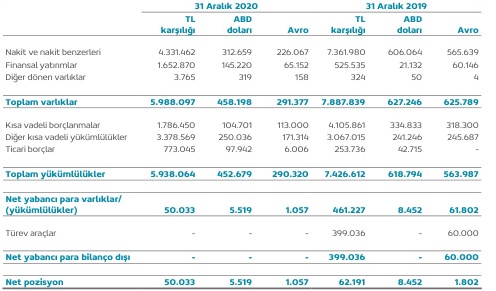 31 Aralık 2020 31 Aralık 2019
TL ABD TL ABD
karşılığı doları Avro karşılığı doları Avro
Nakit ve nakit benzerleri 4.331.462 312.659 226.067 7.361.980 606.064 565.639
Finansal yatırımlar 1.652.870 145.220 65.152 525.535 21.132 60.146
Diğer dönen varlıklar 3.765 319 158 324 50 4
Toplam varlıklar 5.988.097 458.198 291.377 7.887.839 627.246 625.789
Kısa vadeli borçlanmalar 1.786.450 104.701 113.000 4.105.861 334.833 318.300
Diğer kısa vadeli yükümlülükler 3.378.569 250.036 171.314 3.067.015 241.246 245.687
Ticari borçlar 773.045 97.942 6.006 253.736 42.715 -
Toplam yükümlülükler 5.938.064 452.679 290.320 7.426.612 618.794 563.987
Net yabancı para varlıklar/
(yükümlülükler) 50.033 5.519 1.057 461.227 8.452 61.802
Türev araçlar - - - 399.036 - 60.000
Net yabancı para bilanço dışı - - - 399.036 - 60.000
Net pozisyon 50.033 5.519 1.057 62.191 8.452 1.802